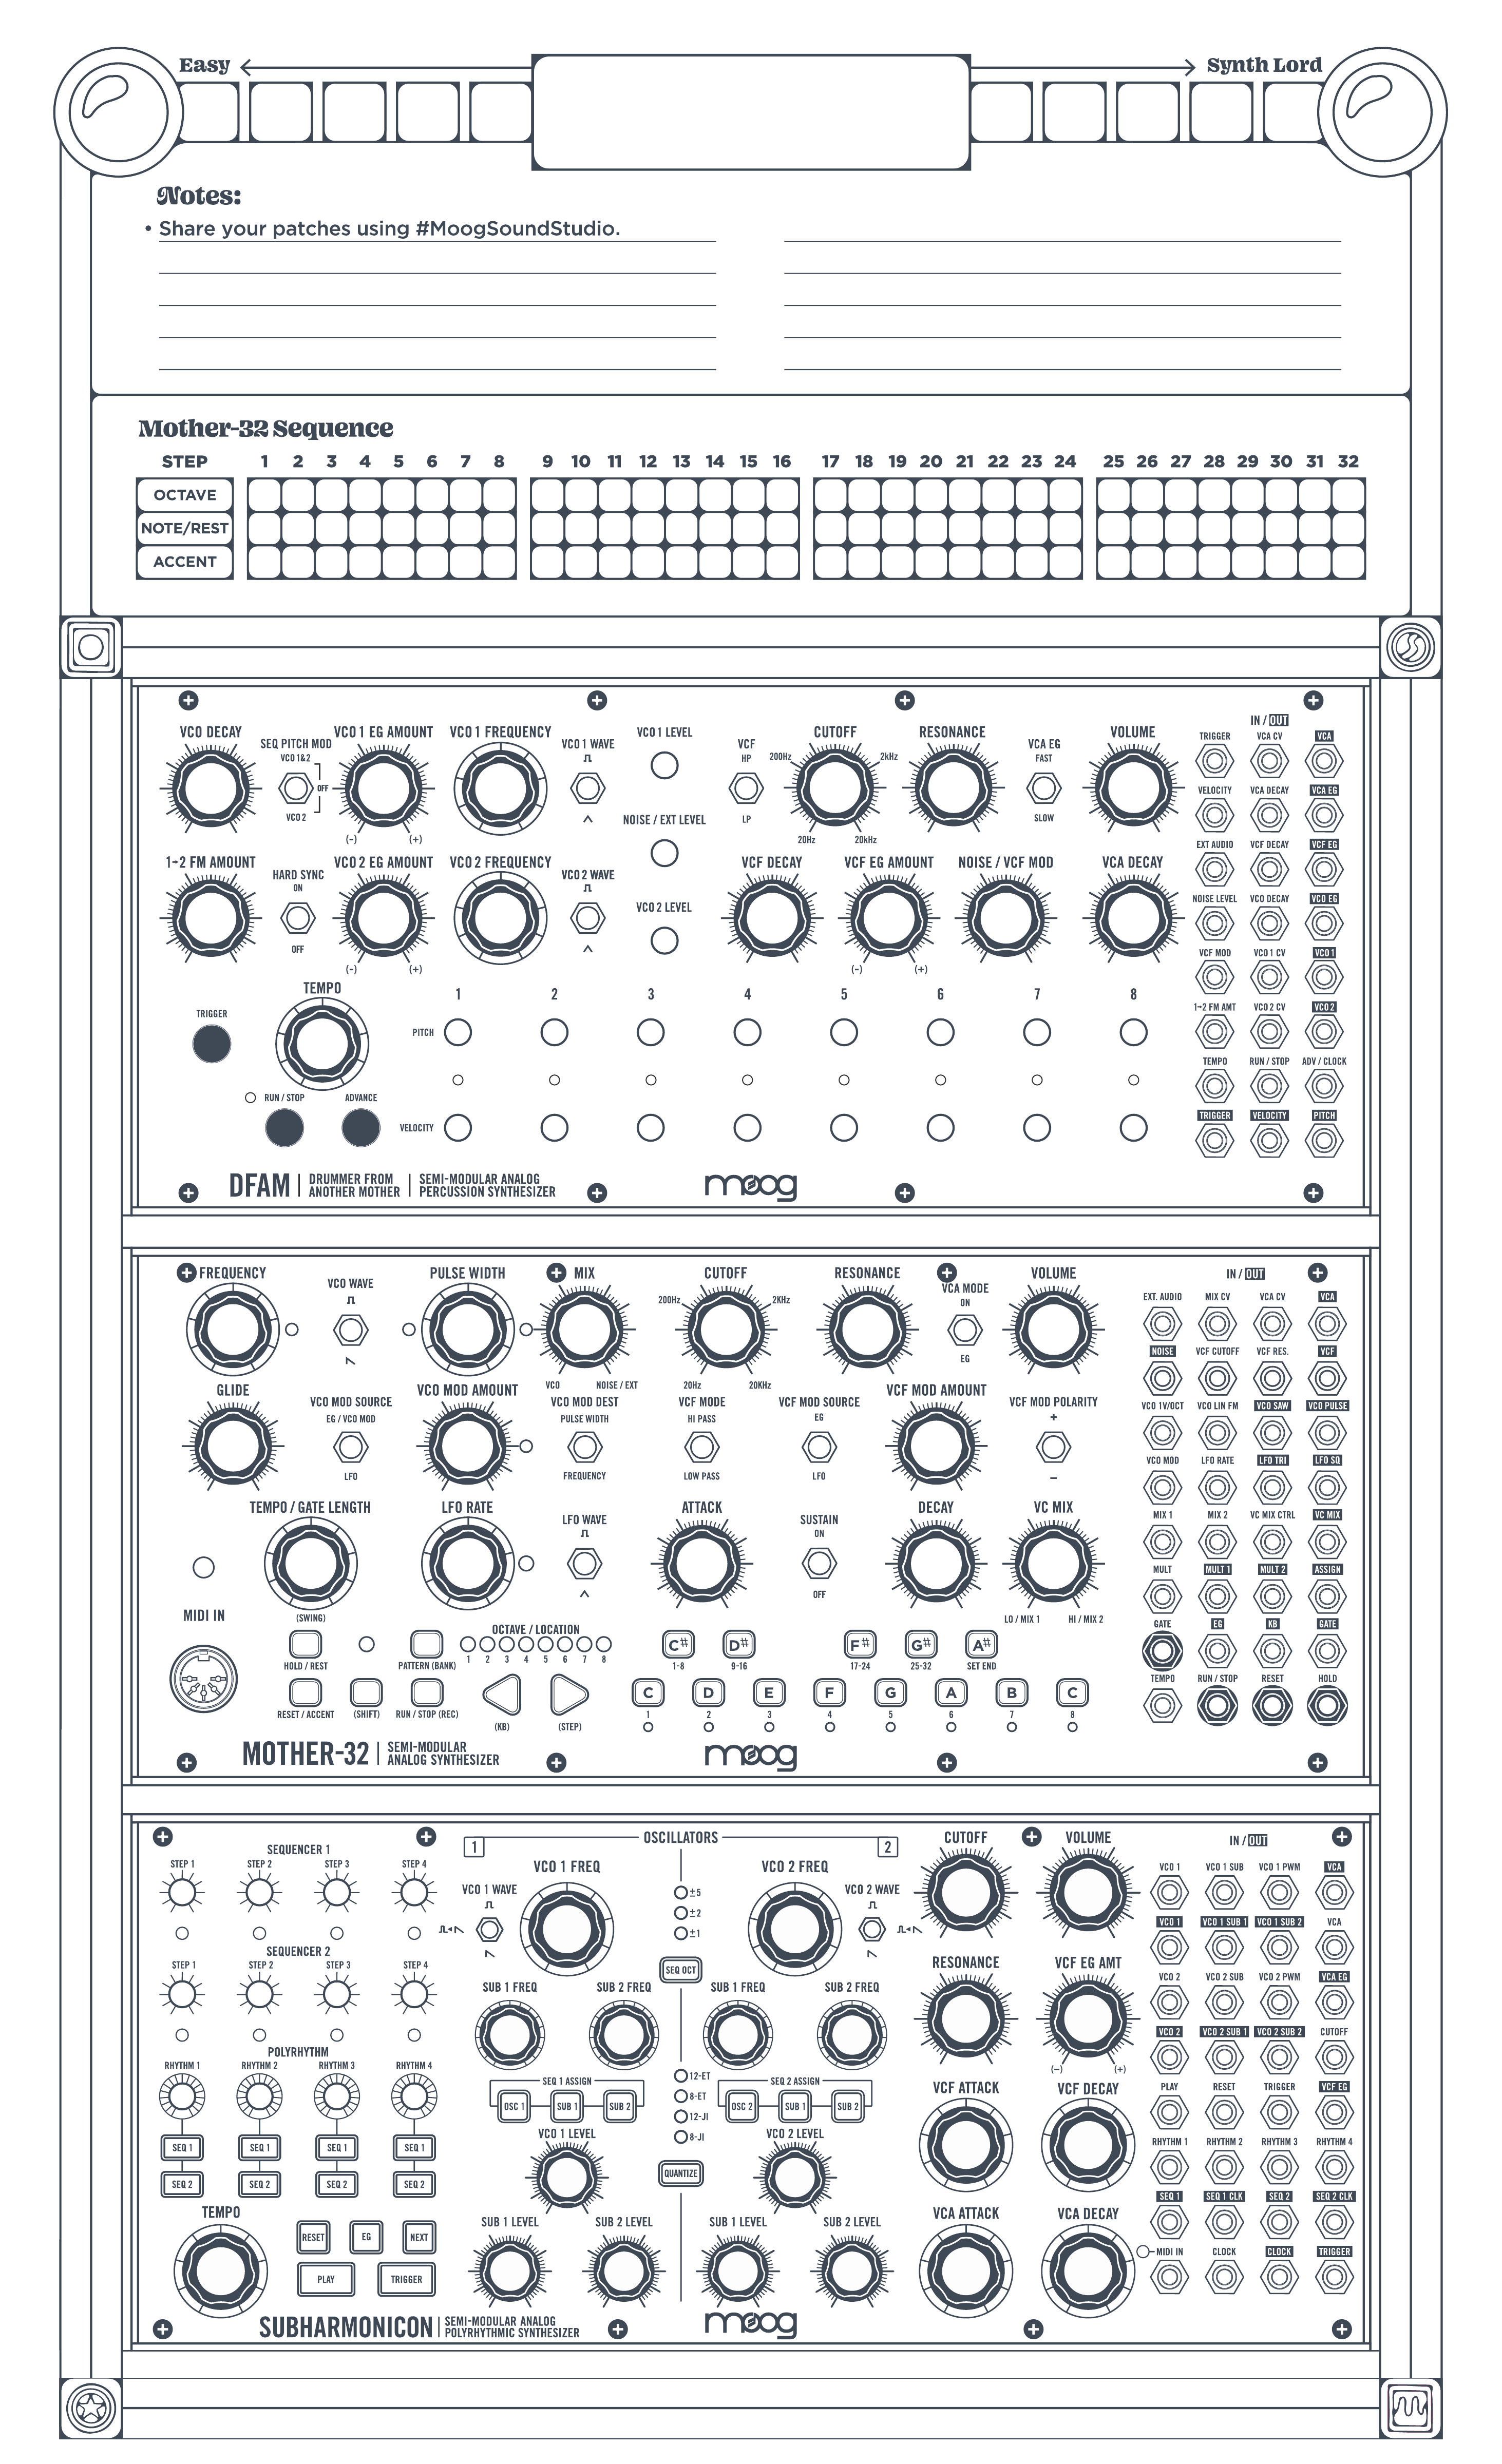 Easy
Synth Lord
Notes:
• Share your patches using #MoogSoundStudio.
Mother-32 Sequence
STEP 1 2 3 4 5 6 7 8 9 10 11 12 13 14 15 16 17 18 19 20 21 22 23 24 25 26 27 28 29 30 31 32
OCTAVE
NOTE/REST
ACCENT
VCO DECAY
SEQ PITCH MOD
VCO 1&2
OFF
VCO 2
VCO 1 EG AMOUNT
(-) (+)
VCO 1 FREQUENCY
VCO 1 WAVE
VCO 1 LEVEL
NOISE / EXT LEVEL
VCO 2 LEVEL
VCF
HP
LP
CUTOFF
200Hz 2kHz
20Hz 20kHz
RESONANCE
VCA EG
FAST
SLOW
VOLUME
1→2 FM AMOUNT
HARD SYNC
ON
OFF
VCO 2 EG AMOUNT
(-) (+)
VCO 2 FREQUENCY
VCO 2 WAVE
VCF DECAY
VCF EG AMOUNT
(-) (+)
NOISE / VCF MOD
VCA DECAY
TRIGGER
TEMPO
RUN / STOP
ADVANCE
1 2 3 4 5 6 7 8
PITCH
VELOCITY
IN / OUT
TRIGGER VCA CV VCA
VELOCITY VCA DECAY VCA EG
EXT AUDIO VCF DECAY VCF EG
NOISE LEVEL VCO DECAY VCO EG
VCF MOD VCO 1 CV VCO 1
1→2 FM AMT VCO 2 CV VCO 2
TEMPO RUN / STOP ADV / CLOCK
TRIGGER VELOCITY PITCH
DFAM
DRUMMER FROM
ANOTHER MOTHER
SEMI-MODULAR ANALOG
PERCUSSION SYNTHESIZER
moog
FREQUENCY
VCO WAVE
PULSE WIDTH
MIX
VCO NOISE / EXT
CUTOFF
200Hz 2KHz
20Hz 20KHz
RESONANCE
VCA MODE
ON
EG
VOLUME
GLIDE
VCO MOD SOURCE
EG / VCO MOD
LFO
VCO MOD AMOUNT
VCO MOD DEST
PULSE WIDTH
FREQUENCY
VCF MODE
HI PASS
LOW PASS
VCF MOD SOURCE
EG
LFO
VCF MOD AMOUNT
VCF MOD POLARITY
+
–
TEMPO / GATE LENGTH
(SWING)
LFO RATE
LFO WAVE
ATTACK
SUSTAIN
ON
OFF
DECAY
VC MIX
LO / MIX 1 HI / MIX 2
MIDI IN
HOLD / REST
PATTERN (BANK)
RESET / ACCENT
(SHIFT)
RUN / STOP (REC)
OCTAVE / LOCATION
1 2 3 4 5 6 7 8
(KB) (STEP)
C# D# F# G# A#
1-8 9-16 17-24 25-32 SET END
C D E F G A B C
1 2 3 4 5 6 7 8
IN / OUT
EXT. AUDIO MIX CV VCA CV VCA
NOISE VCF CUTOFF VCF RES. VCF
VCO 1V/OCT VCO LIN FM VCO SAW VCO PULSE
VCO MOD LFO RATE LFO TRI LFO SQ
MIX 1 MIX 2 VC MIX CTRL VC MIX
MULT MULT 1 MULT 2 ASSIGN
GATE EG KB GATE
TEMPO RUN / STOP RESET HOLD
MOTHER-32
SEMI-MODULAR
ANALOG SYNTHESIZER
moog
SEQUENCER 1
STEP 1 STEP 2 STEP 3 STEP 4
SEQUENCER 2
STEP 1 STEP 2 STEP 3 STEP 4
POLYRHYTHM
RHYTHM 1 RHYTHM 2 RHYTHM 3 RHYTHM 4
SEQ 1 SEQ 1 SEQ 1 SEQ 1
SEQ 2 SEQ 2 SEQ 2 SEQ 2
TEMPO
RESET EG NEXT
PLAY TRIGGER
1 OSCILLATORS 2
VCO 1 FREQ
VCO 1 WAVE
VCO 2 FREQ
VCO 2 WAVE
±5
±2
±1
SEQ OCT
SUB 1 FREQ SUB 2 FREQ SUB 1 FREQ SUB 2 FREQ
SEQ 1 ASSIGN
OSC 1 SUB 1 SUB 2
12-ET
8-ET
12-JI
8-JI
SEQ 2 ASSIGN
OSC 2 SUB 1 SUB 2
VCO 1 LEVEL
QUANTIZE
VCO 2 LEVEL
SUB 1 LEVEL SUB 2 LEVEL SUB 1 LEVEL SUB 2 LEVEL
CUTOFF VOLUME
RESONANCE VCF EG AMT
(–) (+)
VCF ATTACK VCF DECAY
VCA ATTACK VCA DECAY
IN / OUT
VCO 1 VCO 1 SUB VCO 1 PWM VCA
VCO 1 VCO 1 SUB 1 VCO 1 SUB 2 VCA
VCO 2 VCO 2 SUB VCO 2 PWM VCA EG
VCO 2 VCO 2 SUB 1 VCO 2 SUB 2 CUTOFF
PLAY RESET TRIGGER VCF EG
RHYTHM 1 RHYTHM 2 RHYTHM 3 RHYTHM 4
SEQ 1 SEQ 1 CLK SEQ 2 SEQ 2 CLK
MIDI IN CLOCK CLOCK TRIGGER
SUBHARMONICON
SEMI-MODULAR ANALOG
POLYRHYTHMIC SYNTHESIZER
moog